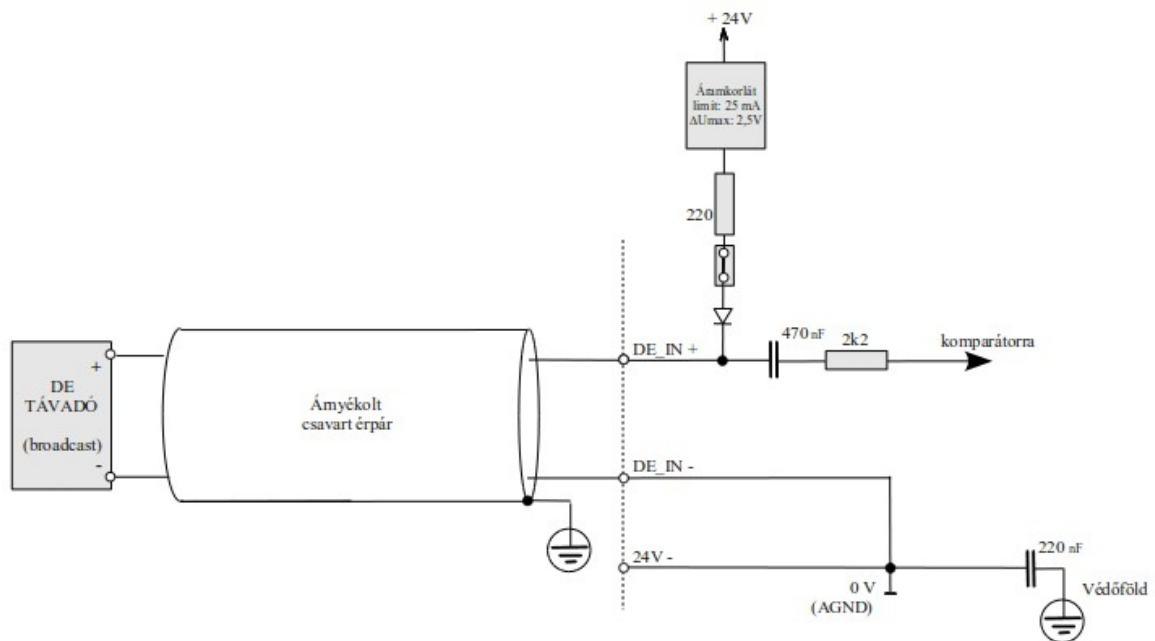 + 24V
Áramkorlát
limit: 25 mA
ΔUmax: 2,5V
220
470 nF
2k2
komparátorra
DE_IN +
+
DE
TÁVADÓ
(broadcast)
-
Árnyékolt
csavart érpár
DE_IN -
24V -
220 nF
0 V
(AGND)
Védőföld